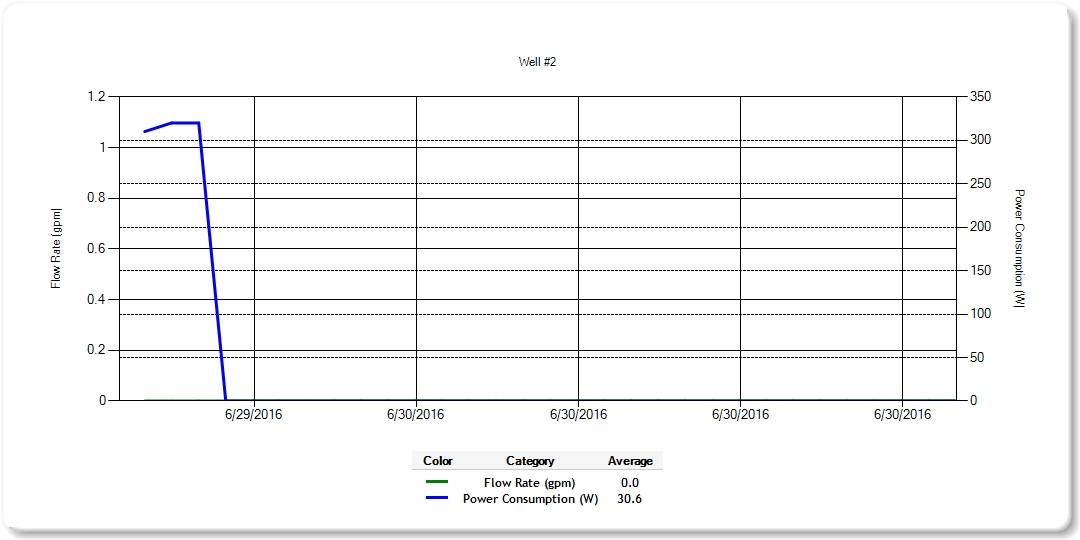 Well #2
1.2
1
0.8
0.6
0.4
0.2
0
350
300
250
200
150
100
50
0
Flow Rate (gpm)
Power Consumption (W)
6/29/2016 6/30/2016 6/30/2016 6/30/2016 6/30/2016
Color Category Average
Flow Rate (gpm) 0.0
Power Consumption (W) 30.6